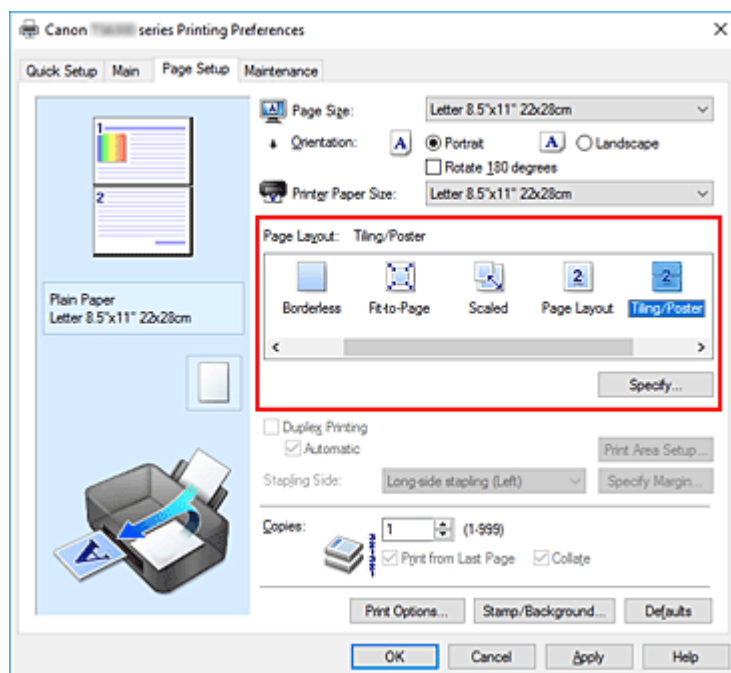 Canon series Printing Preferences
Quick Setup Main Page Setup Maintenance
1
2
Plain Paper
Letter 8.5"x11" 22x28cm
Page Size: Letter 8.5"x11" 22x28cm
Orientation: A Portrait A Landscape
Rotate 180 degrees
Printer Paper Size: Letter 8.5"x11" 22x28cm
Page Layout: Tiling/Poster
2 2
Borderless Fit-to-Page Scaled Page Layout Tiling/Poster
Specify...
Duplex Printing
Automatic
Print Area Setup...
Stapling Side: Long-side stapling (Left) Specify Margin...
Copies: 1 (1-999)
Print from Last Page Collate
A
Print Options... Stamp/Background... Defaults
OK Cancel Apply Help